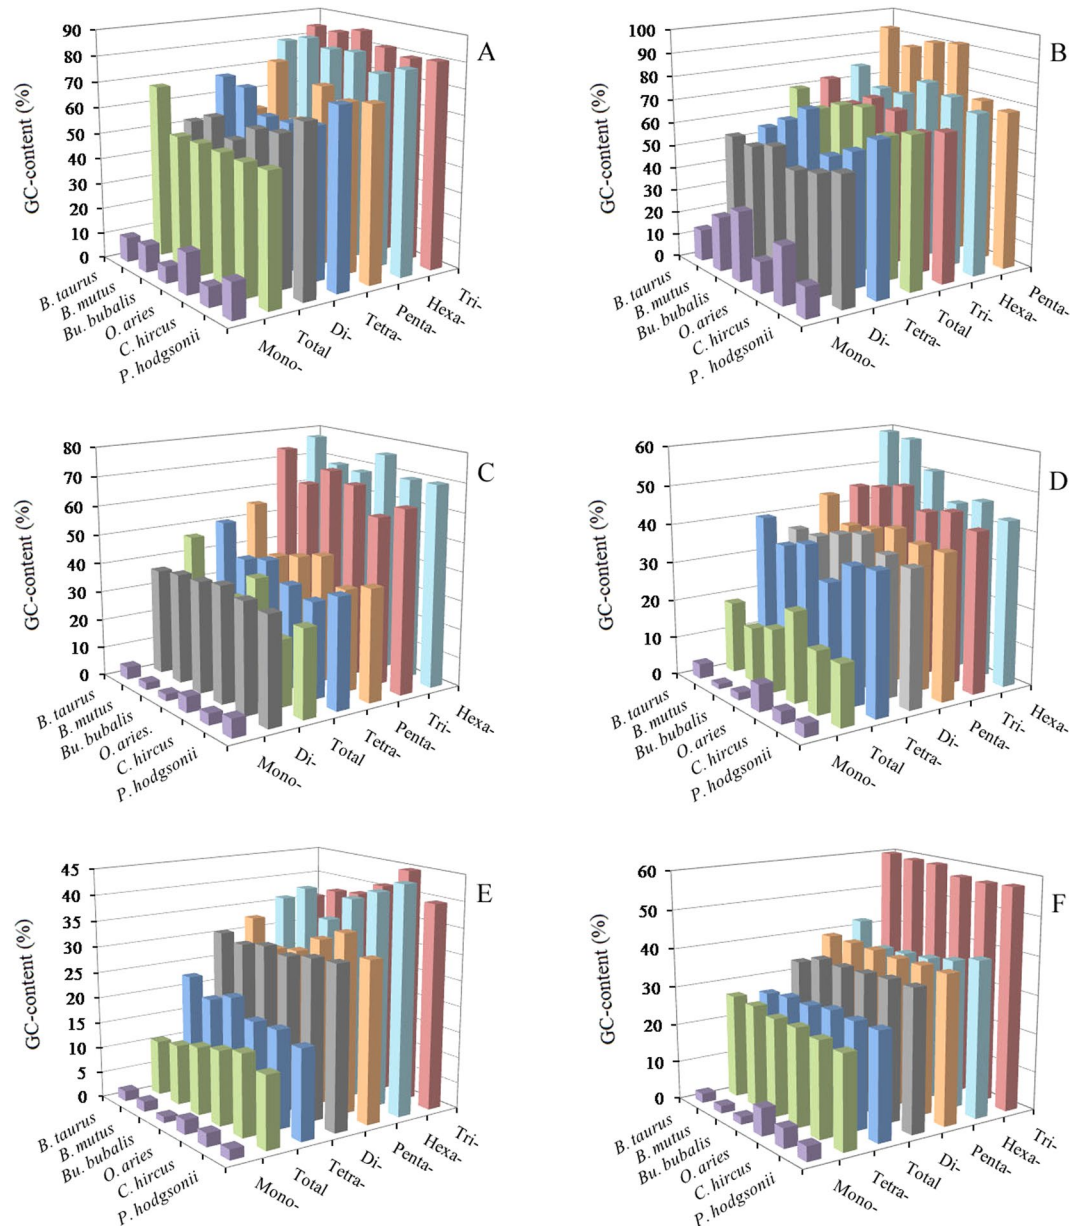 A
GC-content (%)
90
80
70
60
50
40
30
20
10
0
B. taurus
B. mutus
Bu. bubalis
O. aries
C. hircus
P. hodgsonii
Mono-
Total
Di-
Tetra-
Penta-
Hexa-
Tri-
B
GC-content (%)
100
90
80
70
60
50
40
30
20
10
0
B. taurus
B. mutus
Bu. bubalis
O. aries
C. hircus
P. hodgsonii
Mono-
Di-
Tetra-
Total
Tri-
Hexa-
Penta-
C
GC-content (%)
80
70
60
50
40
30
20
10
0
B. taurus
B. mutus
Bu. bubalis
O. aries.
C. hircus
P. hodgsonii
Mono-
Di-
Total
Tetra-
Penta-
Tri-
Hexa-
D
GC-content (%)
60
50
40
30
20
10
0
B. taurus
B. mutus
Bu. bubalis
O. aries
C. hircus
P. hodgsonii
Mono-
Total
Tetra-
Di-
Penta-
Tri-
Hexa-
E
GC-content (%)
45
40
35
30
25
20
15
10
5
0
B. taurus
B. mutus
Bu. bubalis
O. aries
C. hircus
P. hodgsonii
Mono-
Total
Tetra-
Di-
Penta-
Hexa-
Tri-
F
GC-content (%)
60
50
40
30
20
10
0
B. taurus
B. mutus
Bu. bubalis
O. aries
C. hircus
P. hodgsonii
Mono-
Tetra-
Total
Di-
Penta-
Hexa-
Tri-